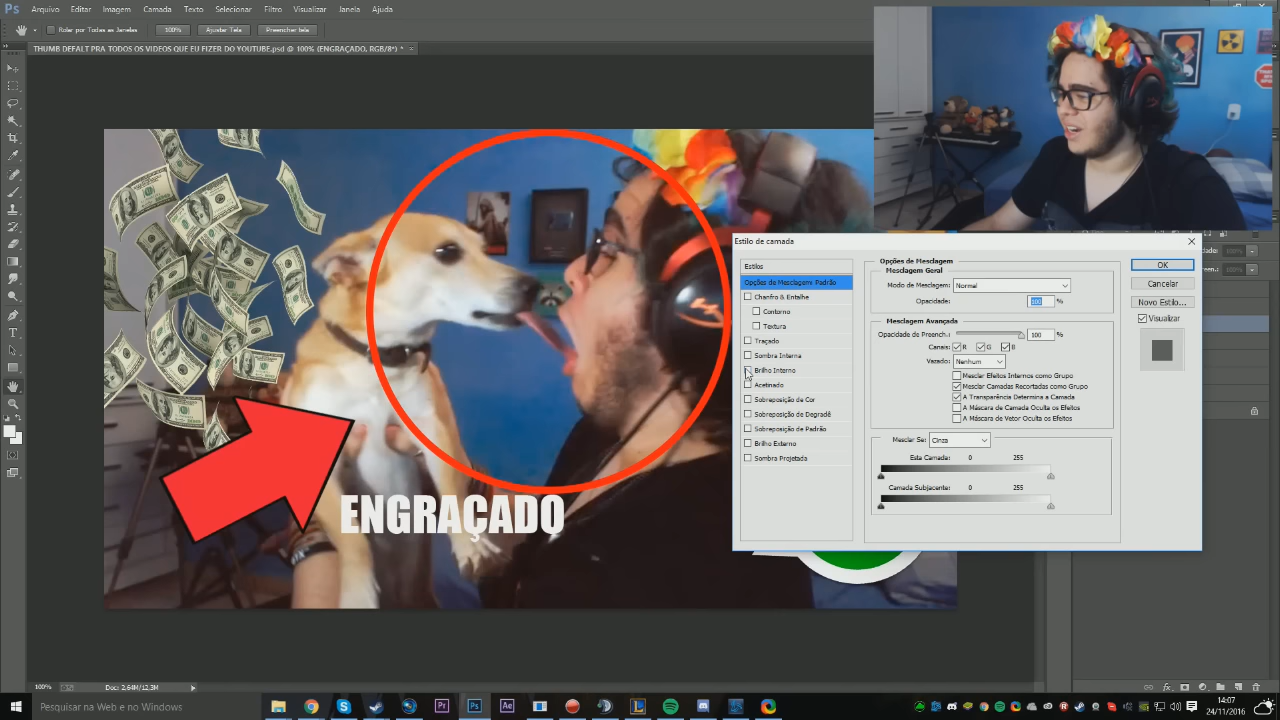 Ps Arquivo Editar Imagem Camada Texto Selecionar Filtro Visualizar Janela Ajuda
Rolar por Todas as Janelas 100% Ajustar Tela Preencher tela
THUMB DEFALT PRA TODOS OS VIDEOS QUE EU FIZER DO YOUTUBE.psd @ 100% (ENGRAÇADO, RGB/8*) *
ENGRAÇADO
Estilo de camada
Estilos
Opções de Mesclagem: Padrão
Chanfro & Entalhe
Contorno
Textura
Traçado
Sombra Interna
Brilho Interno
Acetinado
Sobreposição de Cor
Sobreposição de Degradê
Sobreposição de Padrão
Brilho Externo
Sombra Projetada
Opções de Mesclagem
Mesclagem Geral
Modo de Mesclagem: Normal
Opacidade: 100 %
Mesclagem Avançada
Opacidade de Preench.: 100 %
Canais: R G B
Vazado: Nenhum
Mesclar Efeitos Internos como Grupo
Mesclar Camadas Recortadas como Grupo
A Transparência Determina a Camada
A Máscara de Camada Oculta os Efeitos
A Máscara de Vetor Oculta os Efeitos
Mesclar Se: Cinza
Esta Camada: 0 255
Camada Subjacente: 0 255
OK
Cancelar
Novo Estilo...
Visualizar
100% Doc: 2,64M/12,3M
Pesquisar na Web e no Windows
Pr Ps Ae
14:07
24/11/2016